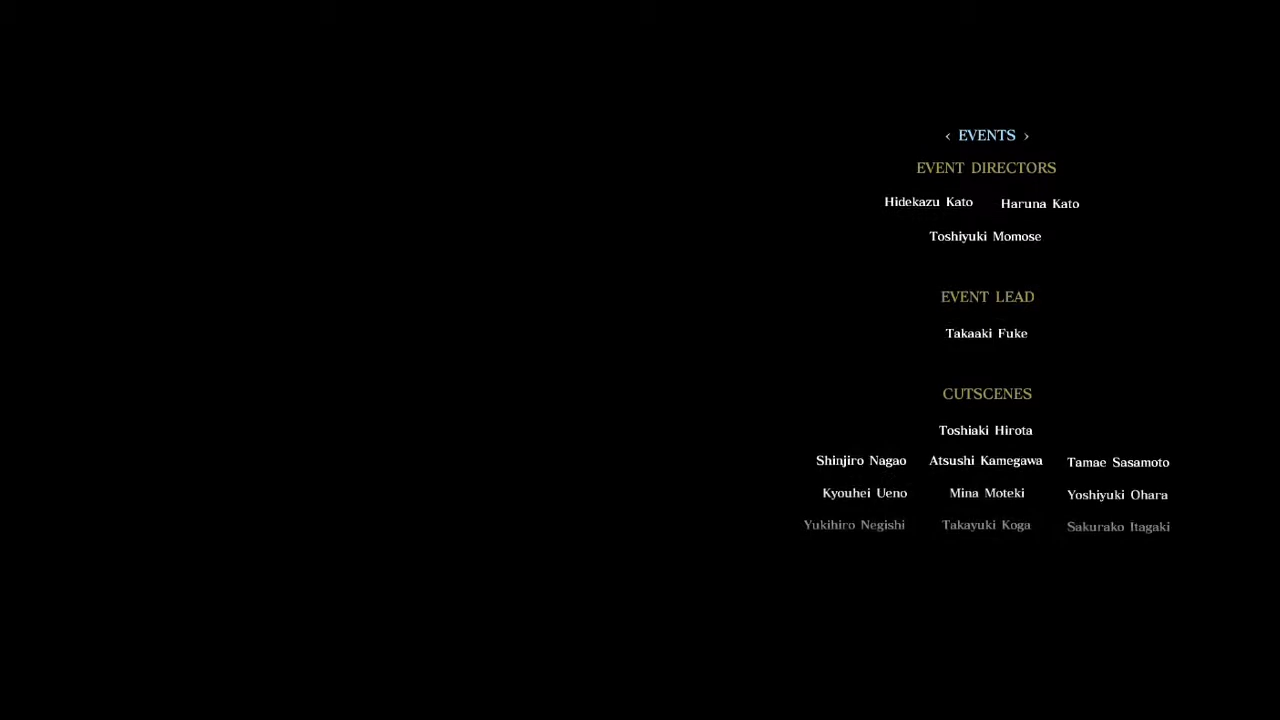 ‹ EVENTS ›
EVENT DIRECTORS
Hidekazu Kato Haruna Kato
Toshiyuki Momose
EVENT LEAD
Takaaki Fuke
CUTSCENES
Toshiaki Hirota
Shinjiro Nagao Atsushi Kamegawa Tamae Sasamoto
Kyouhei Ueno Mina Moteki Yoshiyuki Ohara
Yukihiro Negishi Takayuki Koga Sakurako Itagaki